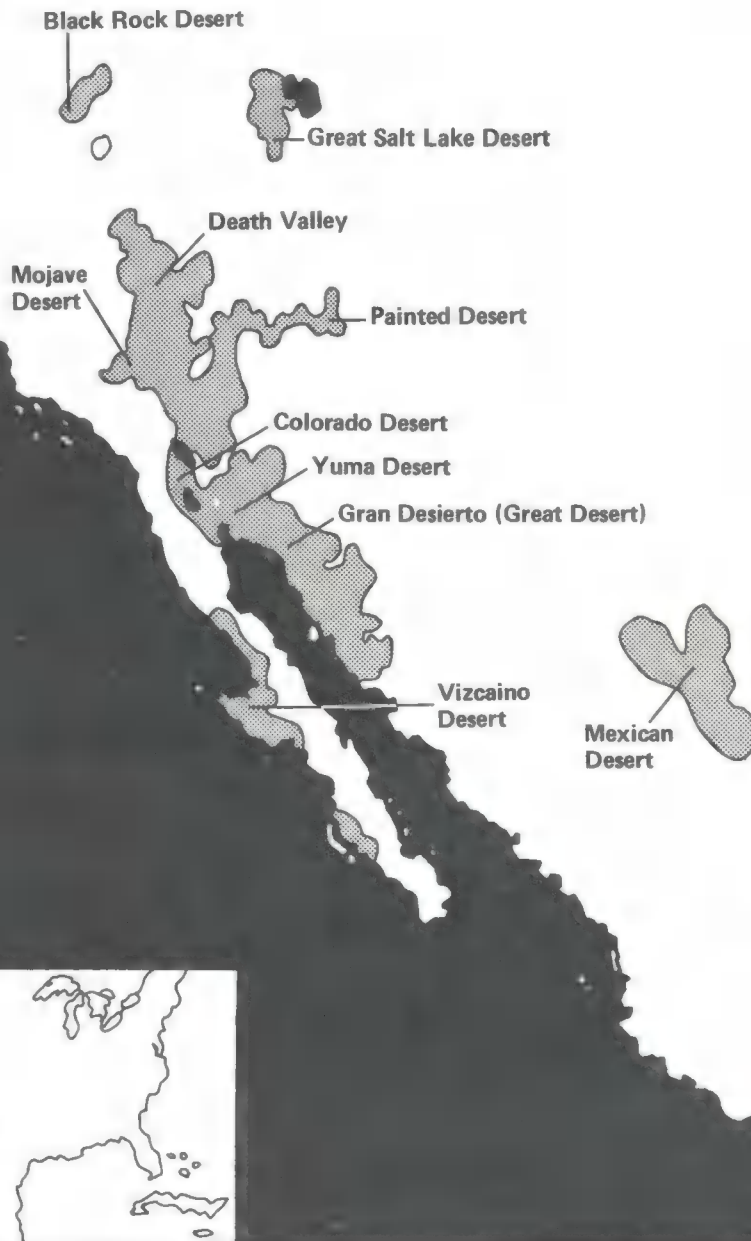 Black Rock Desert
Great Salt Lake Desert
Death Valley
Mojave
Desert
Painted Desert
Colorado Desert
Yuma Desert
Gran Desierto (Great Desert)
Vizcaino
Desert
Mexican
Desert